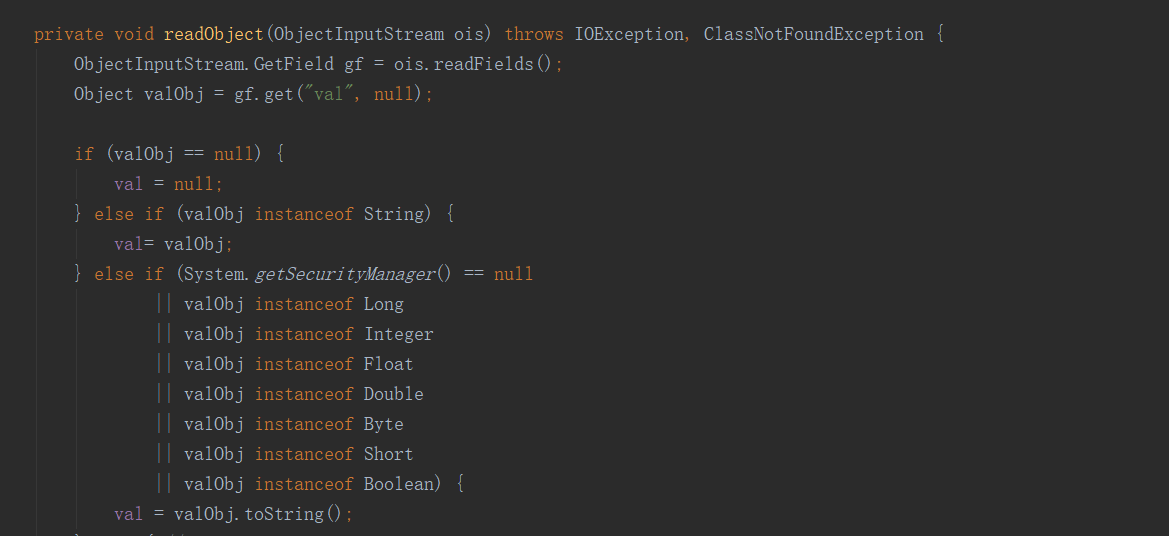 private void readObject(ObjectInputStream ois) throws IOException, ClassNotFoundException {
ObjectInputStream.GetField gf = ois.readFields();
Object valObj = gf.get("val", null);
if (valObj == null) {
val = null;
} else if (valObj instanceof String) {
val= valObj;
} else if (System.getSecurityManager() == null
|| valObj instanceof Long
|| valObj instanceof Integer
|| valObj instanceof Float
|| valObj instanceof Double
|| valObj instanceof Byte
|| valObj instanceof Short
|| valObj instanceof Boolean) {
val = valObj.toString();